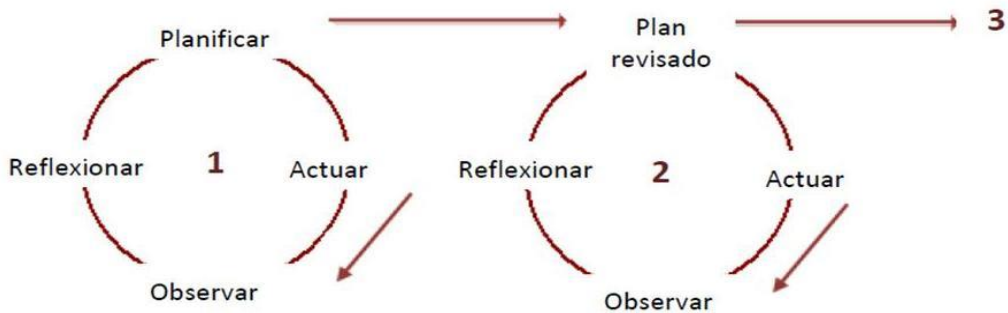 Planificar
Reflexionar
1
Actuar
Observar
Plan
revisado
Reflexionar
2
Actuar
Observar
3